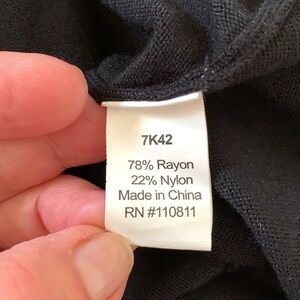 7K42
78% Rayon
22% Nylon
Made in China
RN #110811